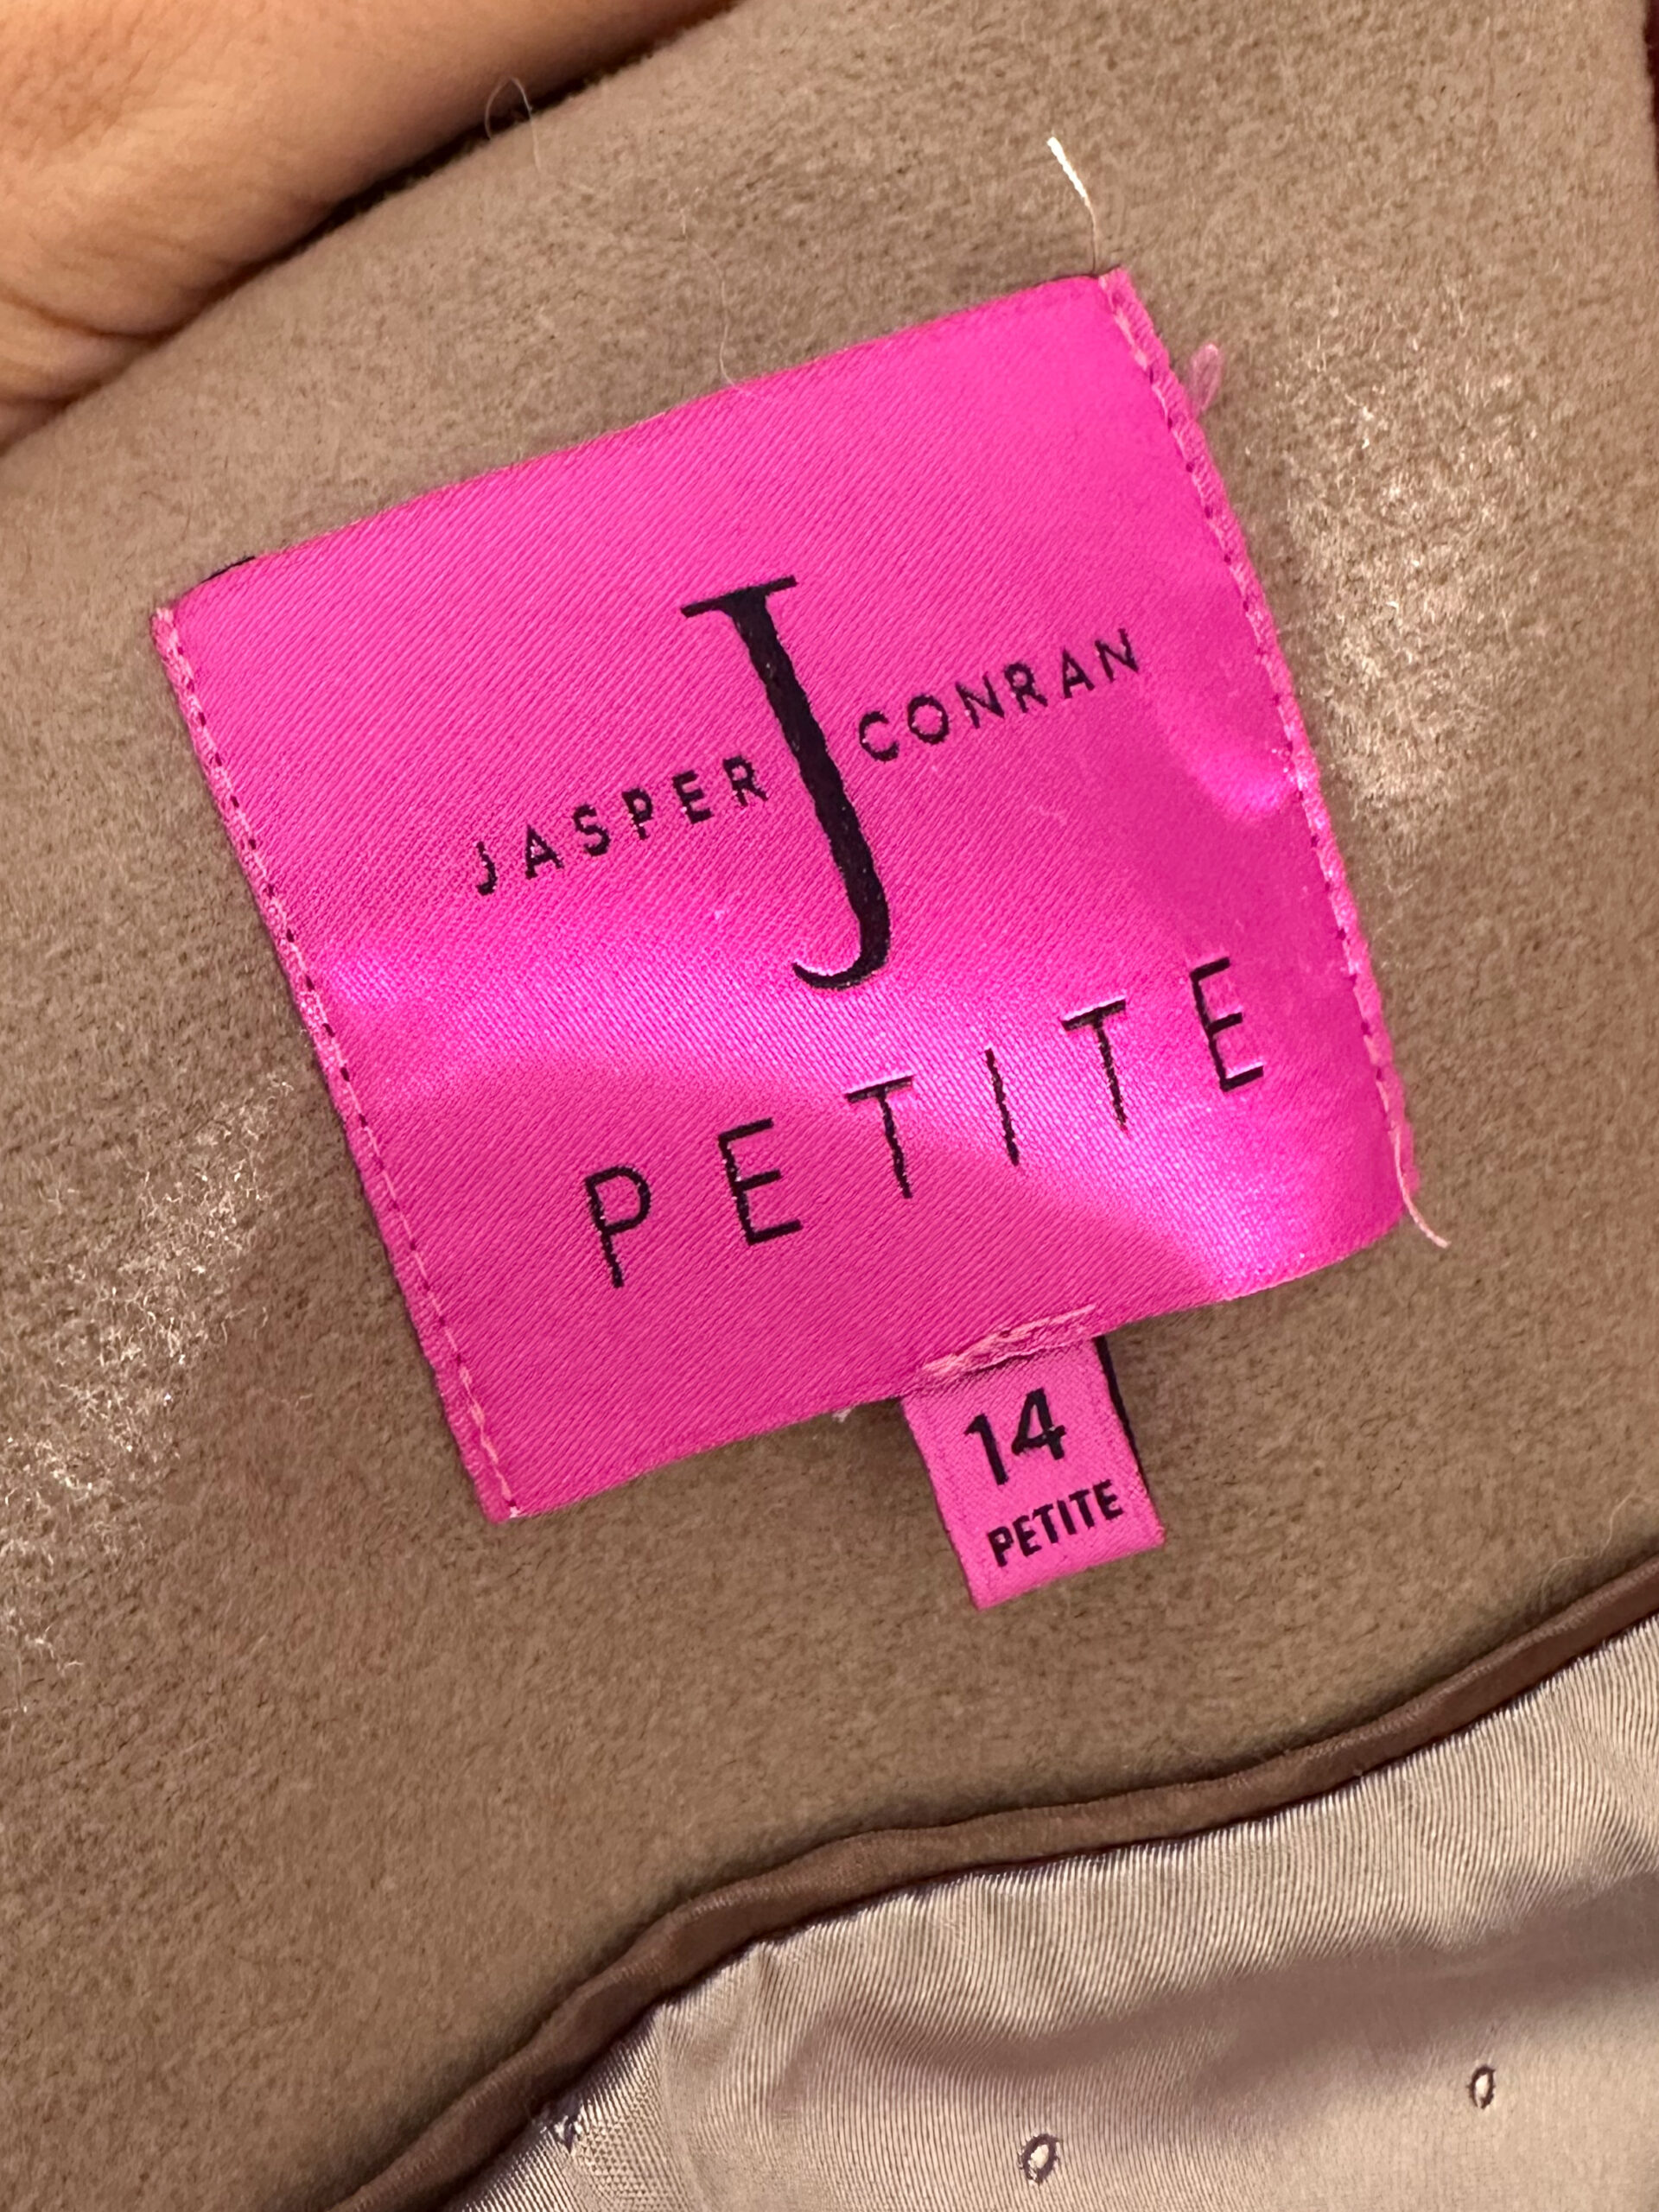 JASPER J CONRAN
PETITE
14
PETITE